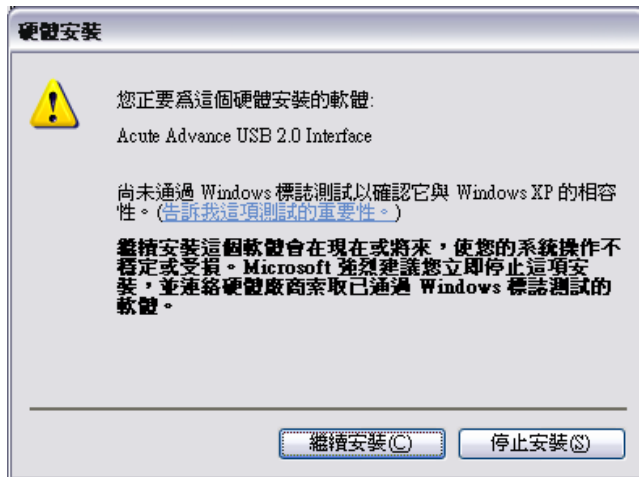 硬體安裝
您正要為這個硬體安裝的軟體:
Acute Advance USB 2.0 Interface
尚未通過 Windows 標誌測試以確認它與 Windows XP 的相容
性。(告訴我這項測試的重要性。)
繼續安裝這個軟體會在現在或將來，使您的系統操作不
穩定或受損。Microsoft 強烈建議您立即停止這項安
裝，並連絡硬體廠商索取已通過 Windows 標誌測試的
軟體。
繼續安裝(C) 停止安裝(S)